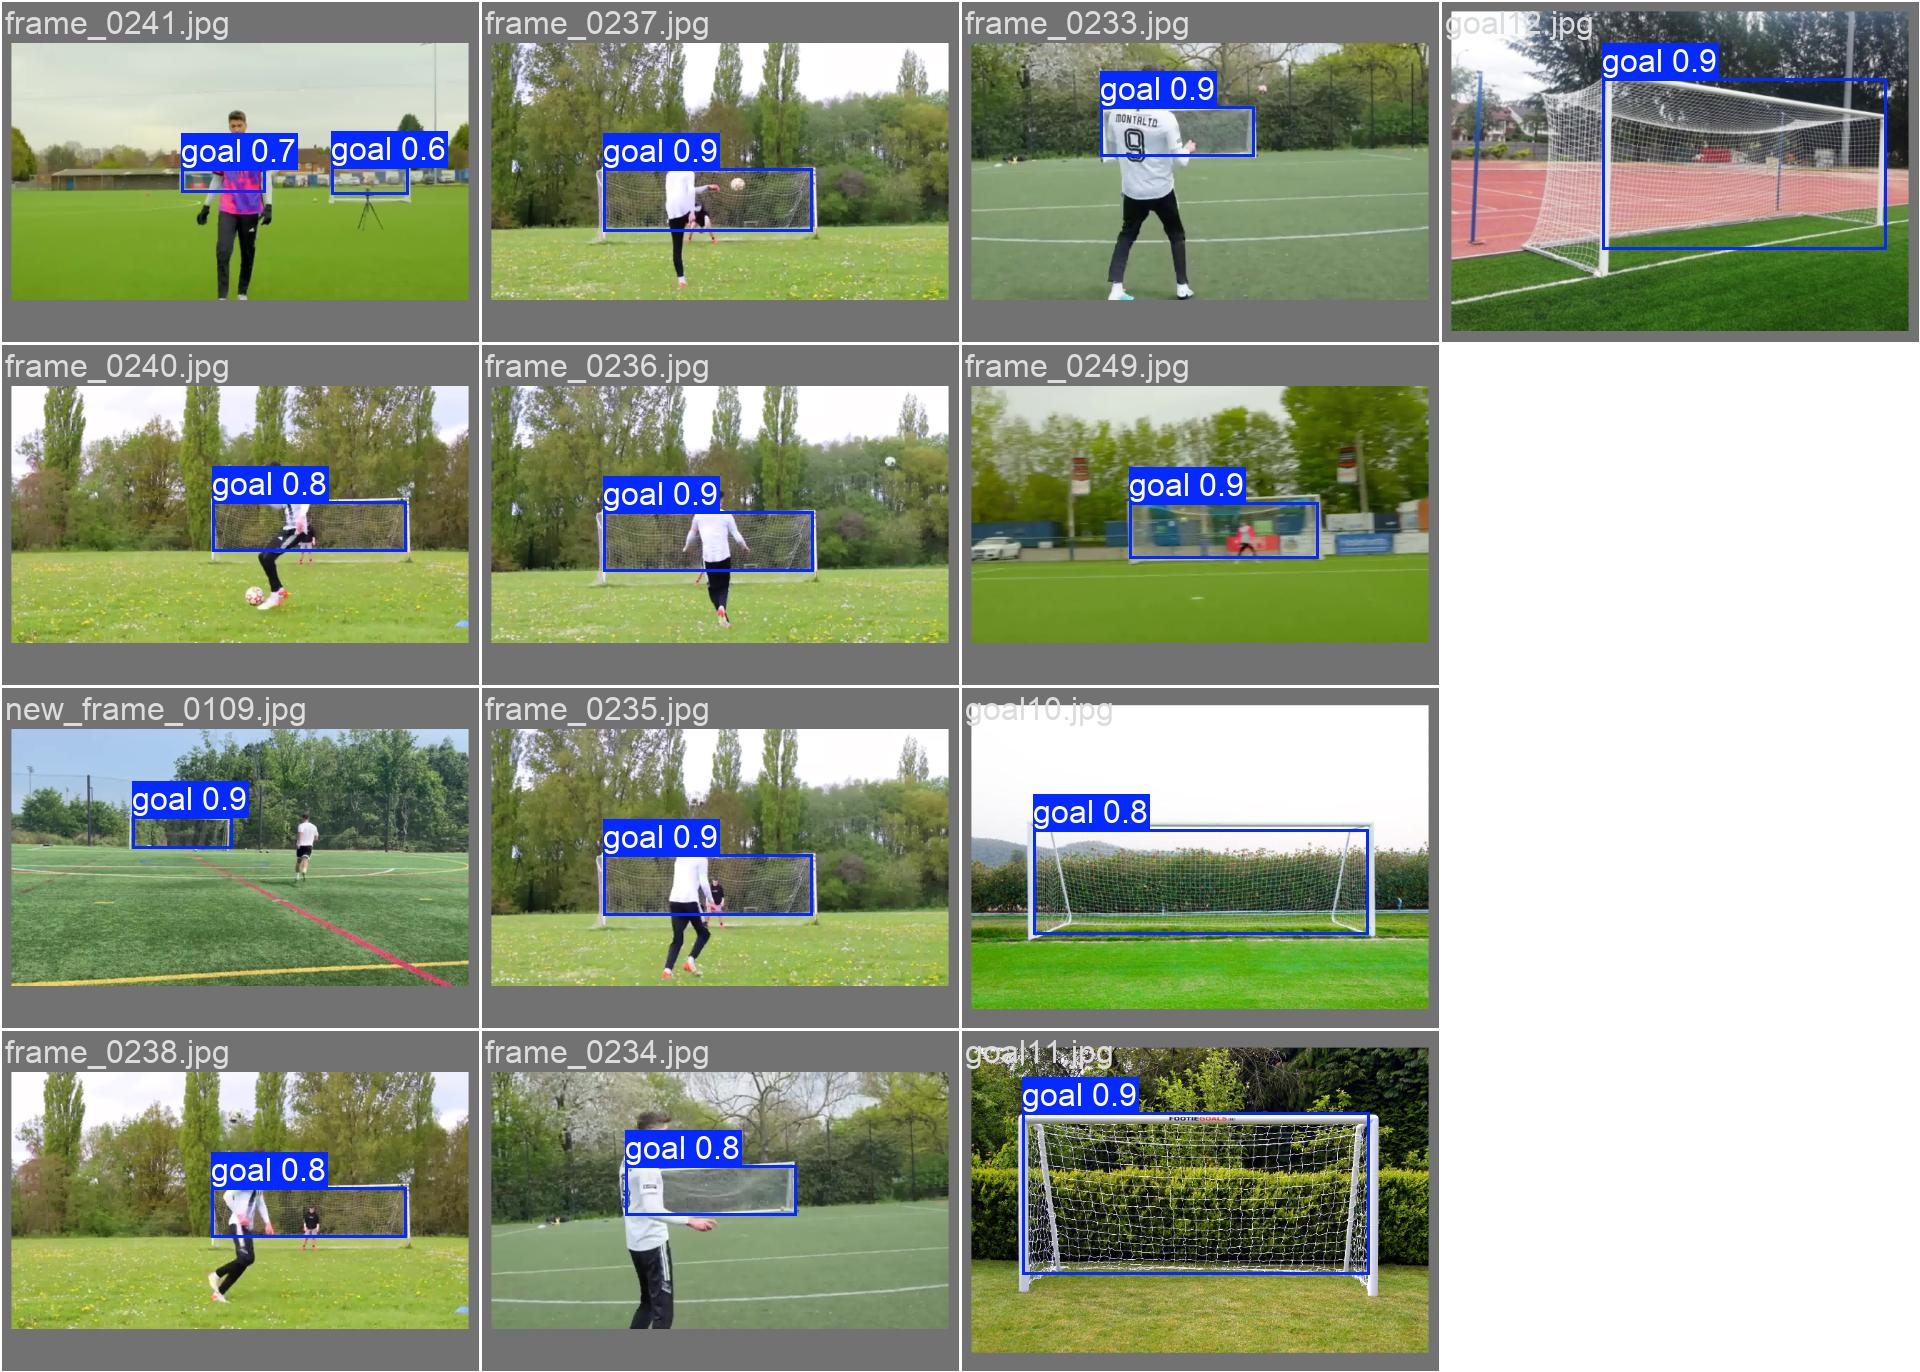 frame_0241.jpg
goal 0.7
goal 0.6
frame_0237.jpg
goal 0.9
frame_0233.jpg
goal 0.9
MONTALTO
9
goal12.jpg
goal 0.9
frame_0240.jpg
goal 0.8
frame_0236.jpg
goal 0.9
frame_0249.jpg
goal 0.9
new_frame_0109.jpg
goal 0.9
frame_0235.jpg
goal 0.9
goal10.jpg
goal 0.8
frame_0238.jpg
goal 0.8
frame_0234.jpg
goal 0.8
goal11.jpg
goal 0.9
FOOTIEGOALS